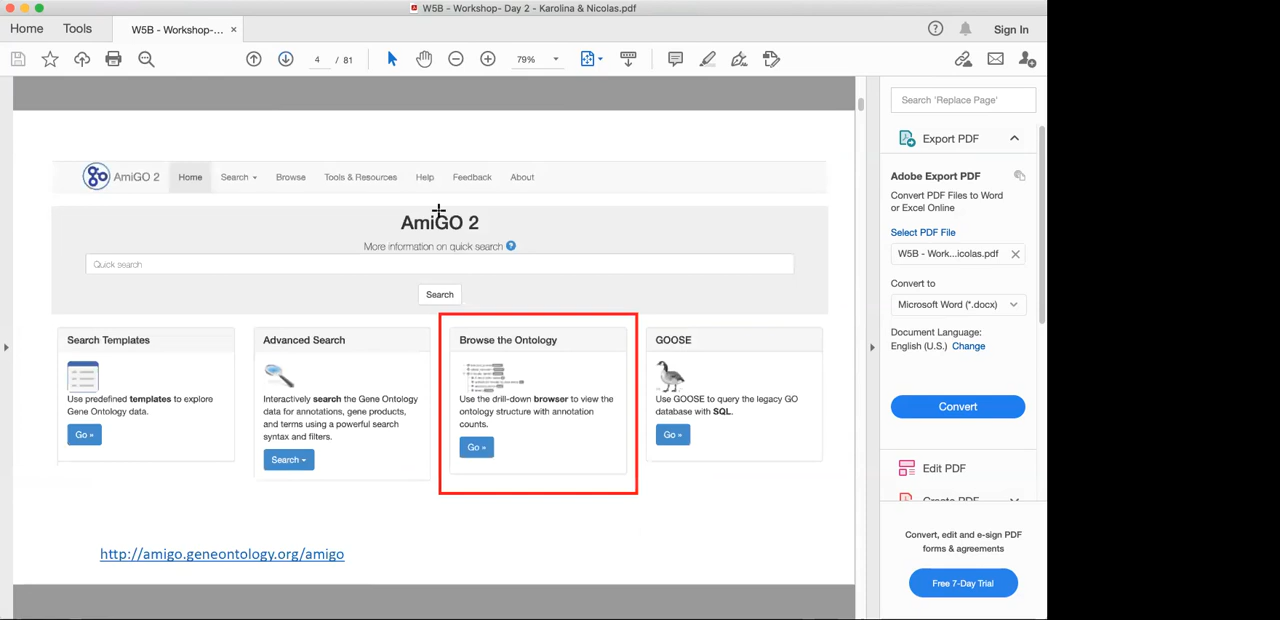 W5B - Workshop- Day 2 - Karolina & Nicolas.pdf
Home Tools W5B - Workshop-... × Sign In
4 / 81 79%
Search 'Replace Page'
Export PDF
Adobe Export PDF
Convert PDF Files to Word
or Excel Online
Select PDF File
W5B - Work...icolas.pdf
Convert to
Microsoft Word (*.docx)
Document Language:
English (U.S.) Change
Convert
Edit PDF
Create PDF
Convert, edit and e-sign PDF
forms & agreements
Free 7-Day Trial
AmiGO 2 Home Search Browse Tools & Resources Help Feedback About
AmiGO 2
More information on quick search ?
Quick search
Search
Search Templates
Use predefined templates to explore
Gene Ontology data.
Go »
Advanced Search
Interactively search the Gene Ontology
data for annotations, gene products,
and terms using a powerful search
syntax and filters.
Search
Browse the Ontology
Use the drill-down browser to view the
ontology structure with annotation
counts.
Go »
GOOSE
Use GOOSE to query the legacy GO
database with SQL.
Go »
http://amigo.geneontology.org/amigo